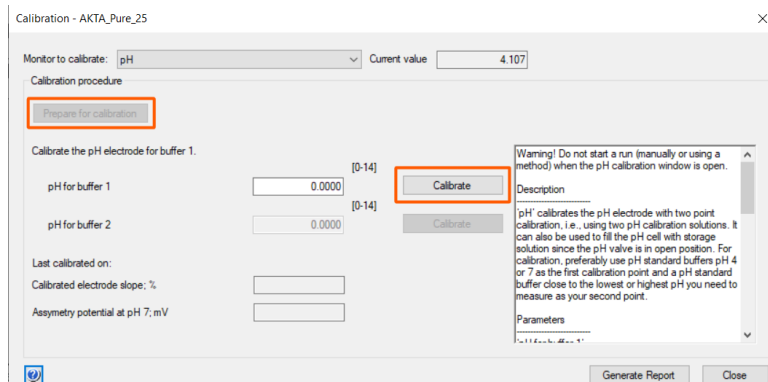 Calibration - AKTA_Pure_25
Monitor to calibrate: pH Current value 4.107
Calibration procedure
Prepare for calibration
Calibrate the pH electrode for buffer 1.
[0-14]
pH for buffer 1 0.0000 Calibrate
[0-14]
pH for buffer 2 0.0000 Calibrate
Last calibrated on:
Calibrated electrode slope; %
Assymetry potential at pH 7; mV
Warning! Do not start a run (manually or using a
method) when the pH calibration window is open.
Description
---------------------------
'pH' calibrates the pH electrode with two point
calibration, i.e., using two pH calibration solutions. It
can also be used to fill the pH cell with storage
solution since the pH valve is in open position. For
calibration, preferably use pH standard buffers pH 4
or 7 as the first calibration point and a pH standard
buffer close to the lowest or highest pH you need to
measure as your second point.
Parameters
---------------------------
'pH for buffer 1'
Generate Report Close